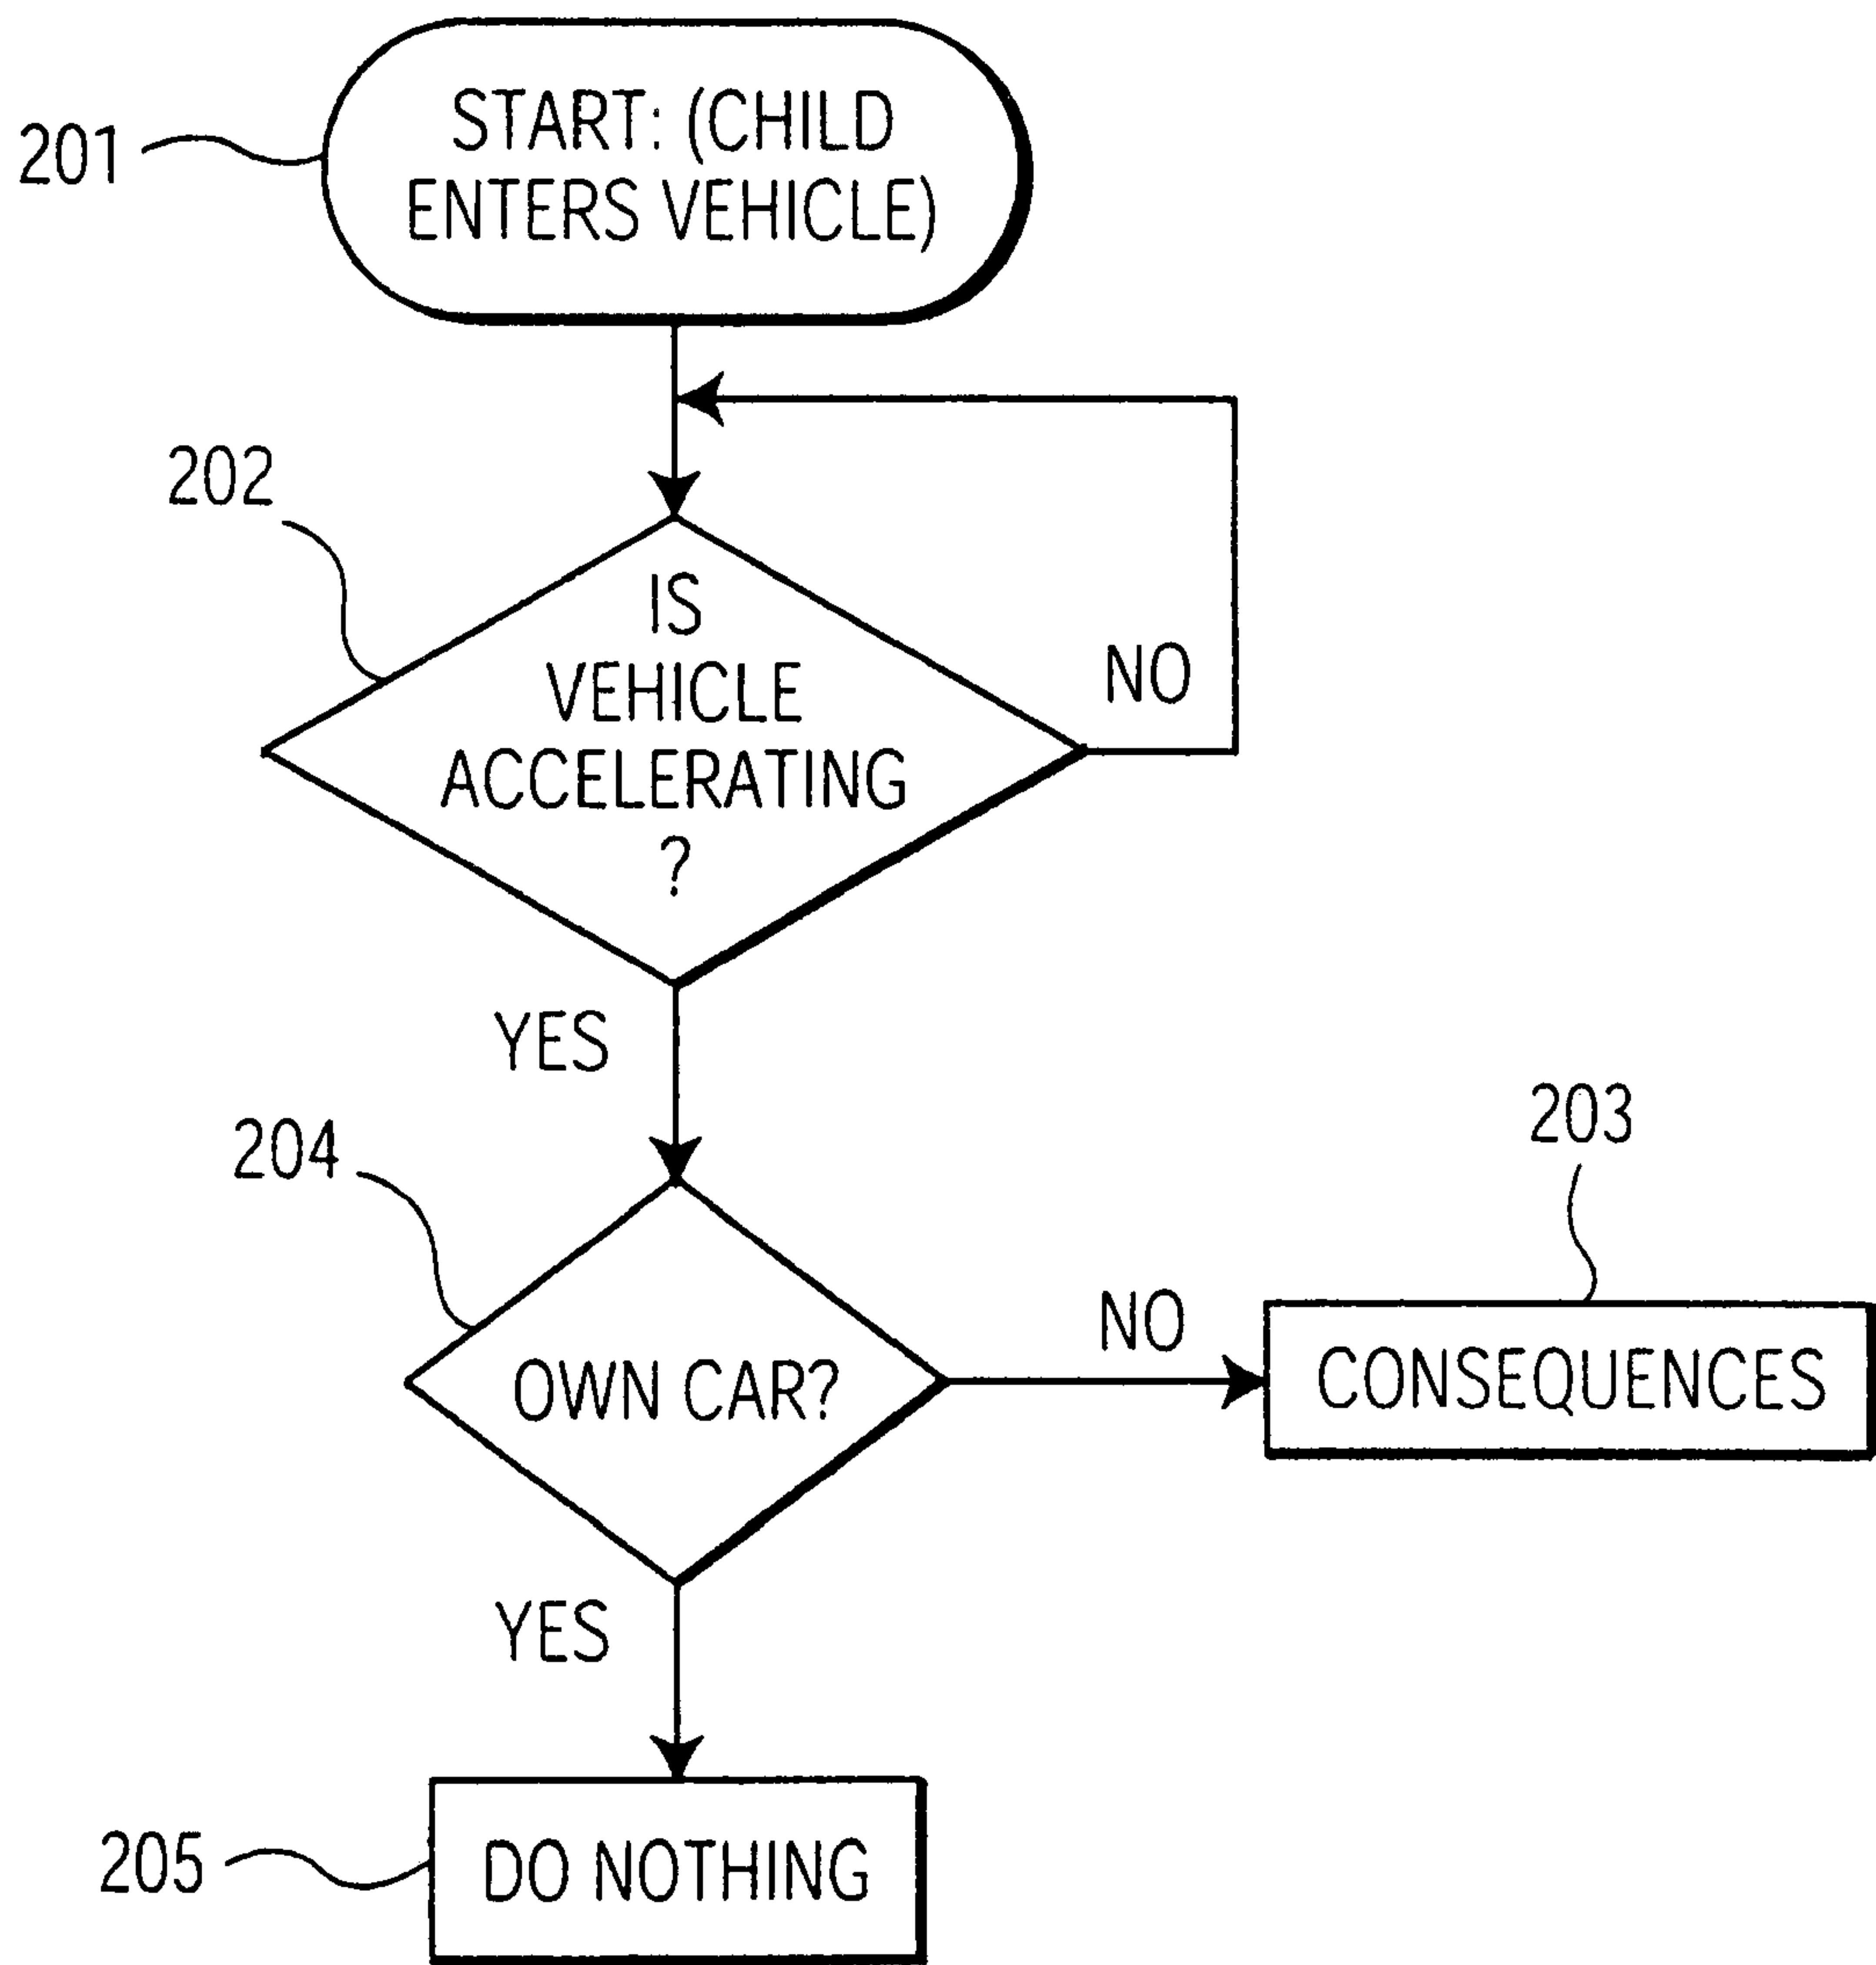 201
START: (CHILD
ENTERS VEHICLE)
202
IS
VEHICLE
ACCELERATING
?
NO
YES
204
OWN CAR?
NO
203
CONSEQUENCES
YES
205
DO NOTHING